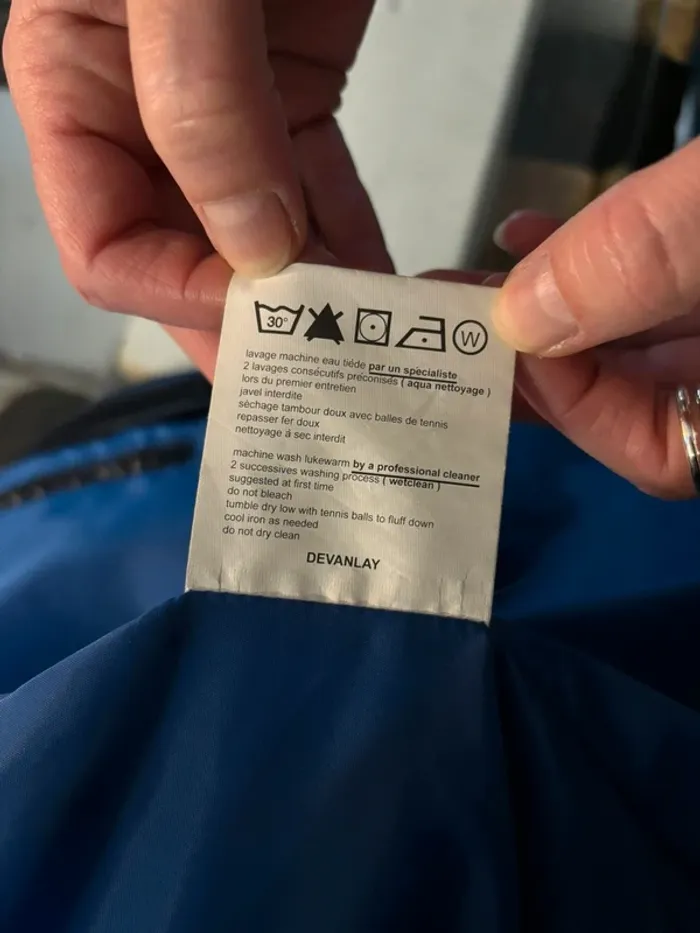 30° W
lavage machine eau tiède par un spécialiste
2 lavages consécutifs préconisés ( aqua nettoyage )
lors du premier entretien
javel interdite
séchage tambour doux avec balles de tennis
repasser fer doux
nettoyage á sec interdit
machine wash lukewarm by a professional cleaner
2 successives washing process ( wetclean )
suggested at first time
do not bleach
tumble dry low with tennis balls to fluff down
cool iron as needed
do not dry clean
DEVANLAY